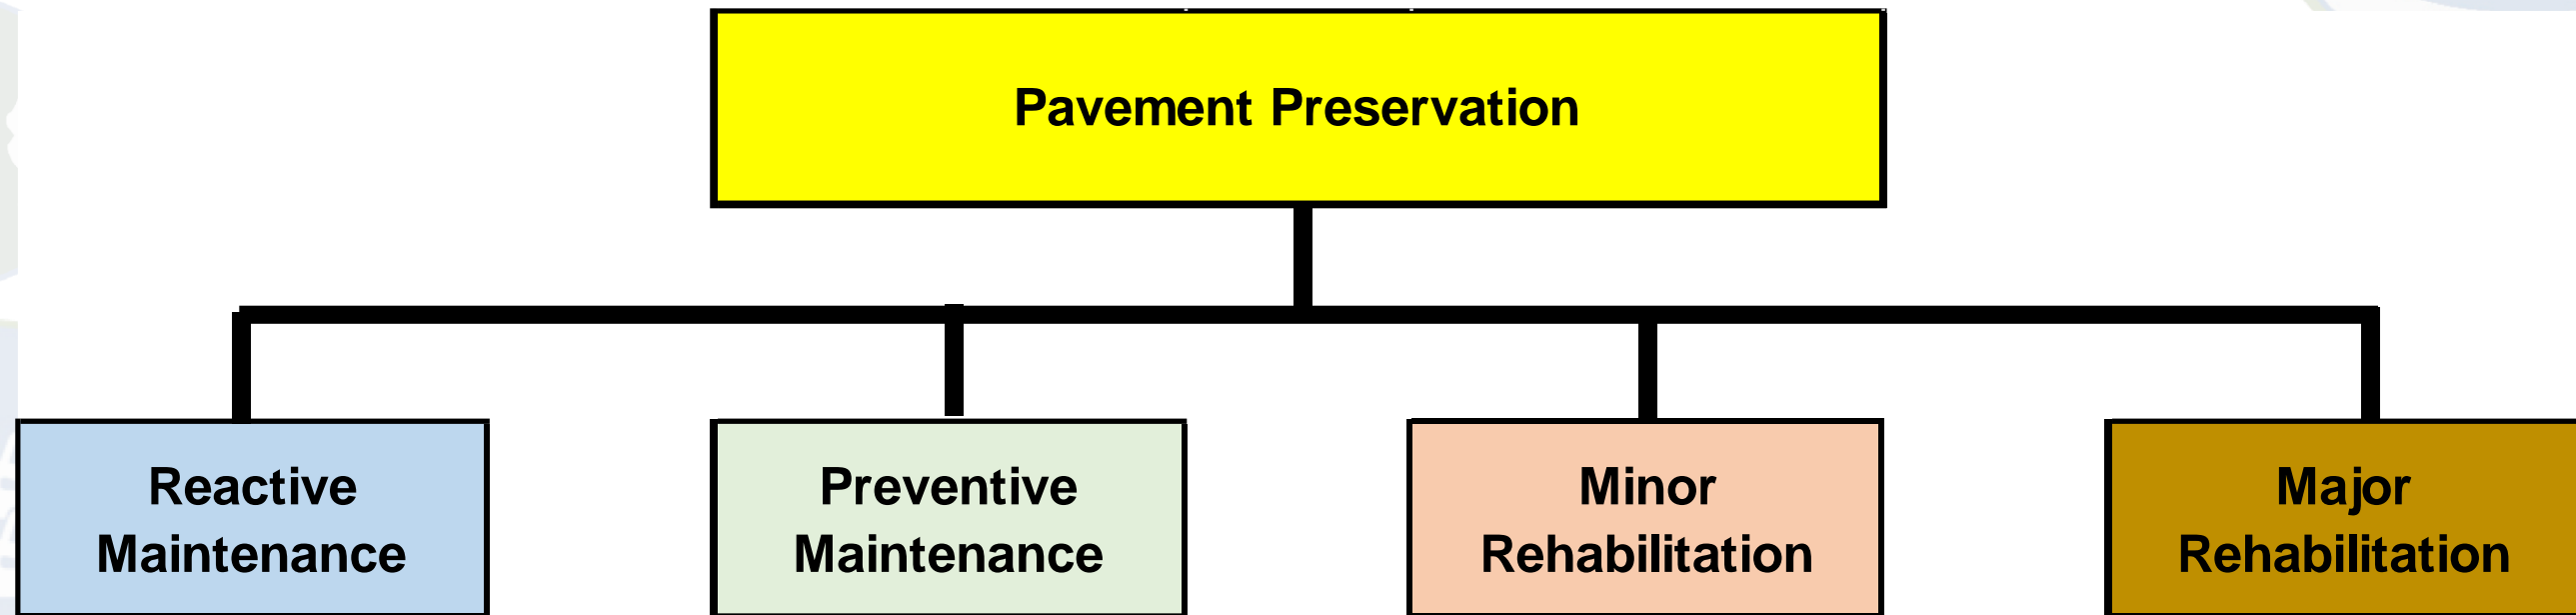 Pavement Preservation
Reactive
Maintenance
Preventive
Maintenance
Minor
Rehabilitation
Major
Rehabilitation